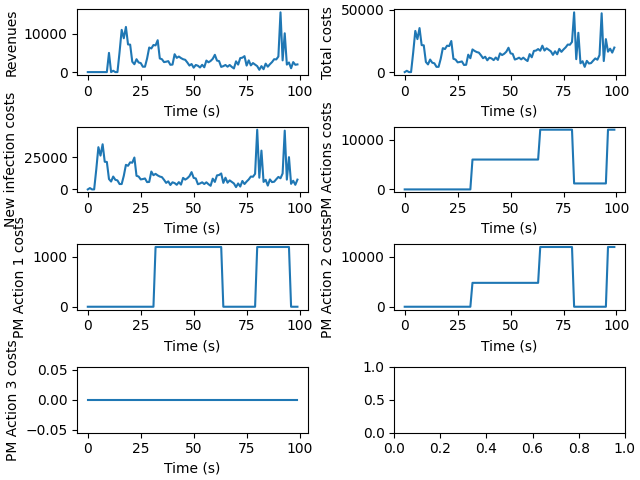 Revenues
10000
0
0 25 50 75 100
Time (s)
Total costs
50000
0
0 25 50 75 100
Time (s)
New infection costs
25000
0
0 25 50 75 100
Time (s)
PM Actions costs
10000
0
0 25 50 75 100
Time (s)
PM Action 1 costs
1000
0
0 25 50 75 100
Time (s)
PM Action 2 costs
10000
0
0 25 50 75 100
Time (s)
PM Action 3 costs
0.05
0.00
−0.05
0 25 50 75 100
Time (s)
1.0
0.5
0.0
0.0 0.2 0.4 0.6 0.8 1.0